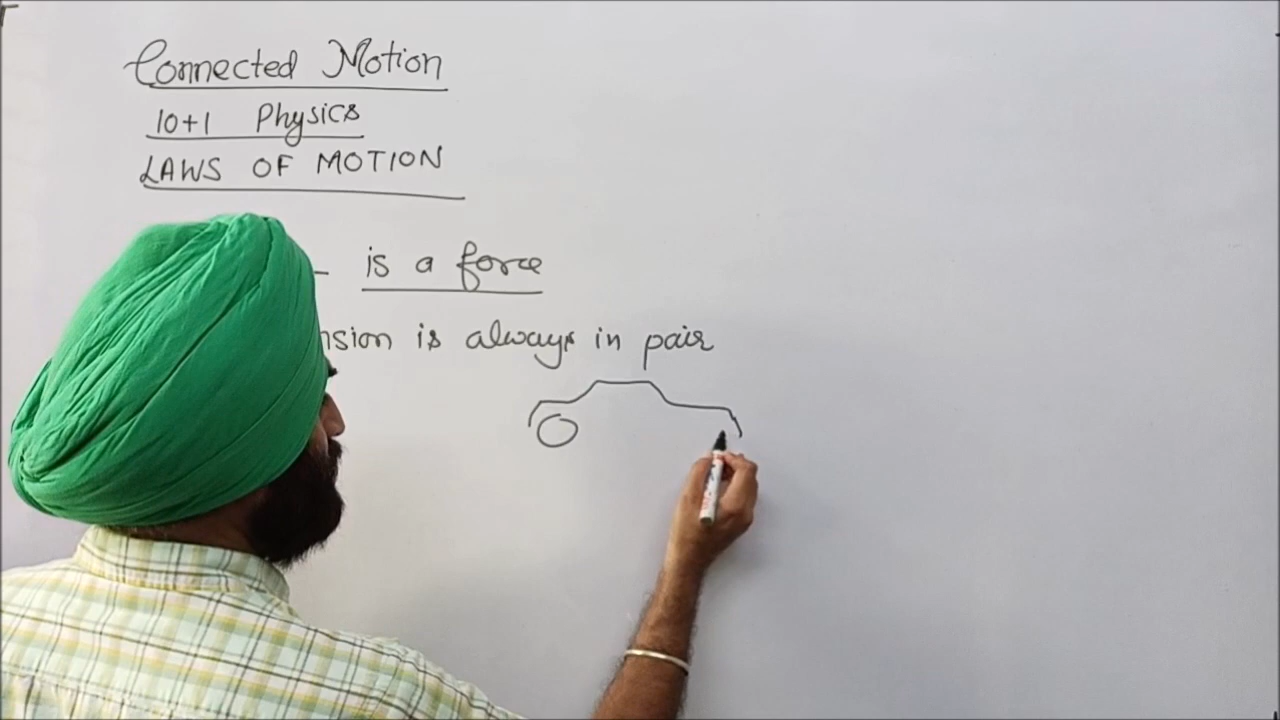 Connected Motion
10+1 Physics
LAWS OF MOTION
is a force
nsion is always in pair